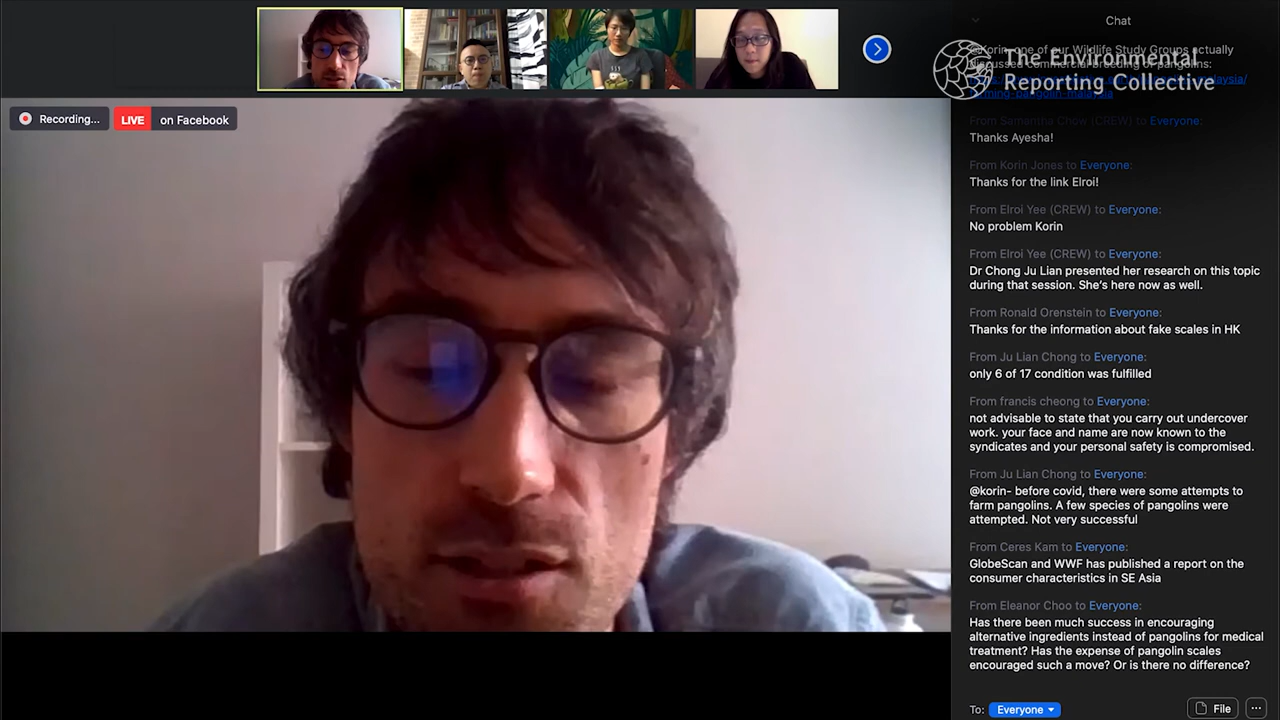 Recording...
LIVE
on Facebook
The Environmental
Reporting Collective
Chat
@Korin, one of our Wildlife Study Groups actually
From Samantha Chow (CREW) to Everyone:
Thanks Ayesha!
From Korin Jones to Everyone:
Thanks for the link Elroi!
From Elroi Yee (CREW) to Everyone:
No problem Korin
From Elroi Yee (CREW) to Everyone:
Dr Chong Ju Lian presented her research on this topic
during that session. She's here now as well.
From Ronald Orenstein to Everyone:
Thanks for the information about fake scales in HK
From Ju Lian Chong to Everyone:
only 6 of 17 condition was fulfilled
From francis cheong to Everyone:
not advisable to state that you carry out undercover
work. your face and name are now known to the
syndicates and your personal safety is compromised.
From Ju Lian Chong to Everyone:
@korin- before covid, there were some attempts to
farm pangolins. A few species of pangolins were
attempted. Not very successful
From Ceres Kam to Everyone:
GlobeScan and WWF has published a report on the
consumer characteristics in SE Asia
From Eleanor Choo to Everyone:
Has there been much success in encouraging
alternative ingredients instead of pangolins for medical
treatment? Has the expense of pangolin scales
encouraged such a move? Or is there no difference?
To: Everyone
File